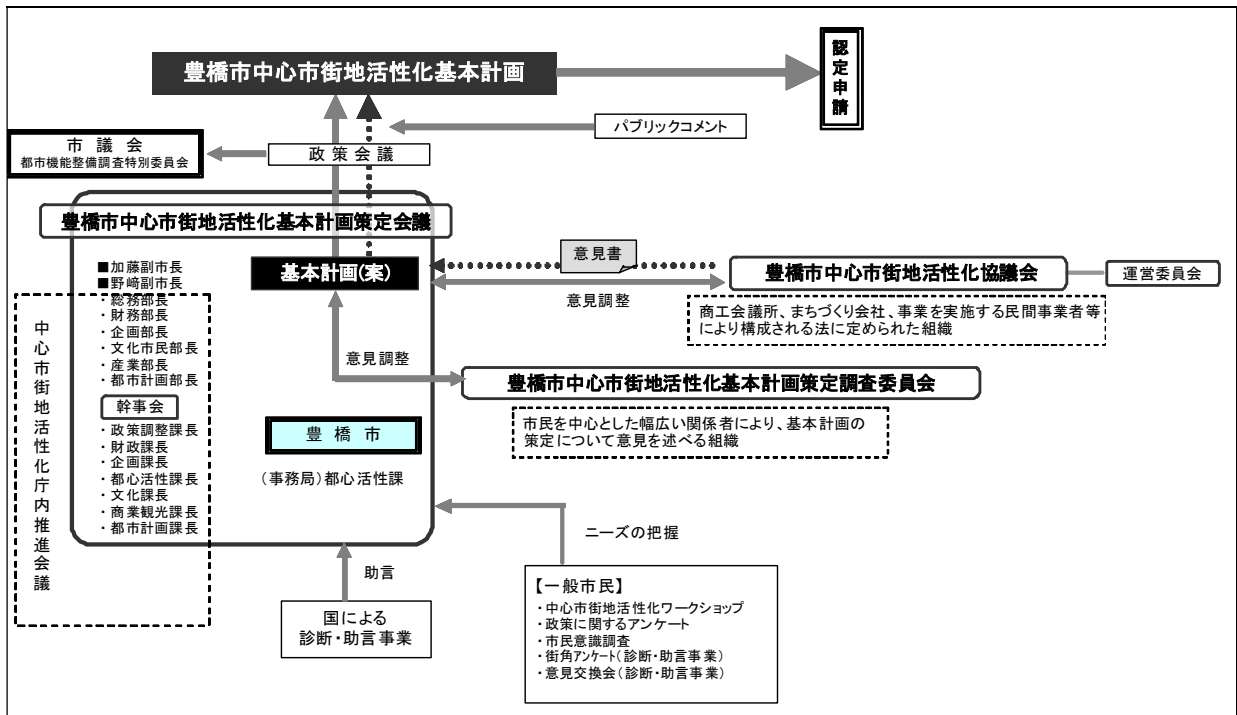 豊橋市中心市街地活性化基本計画
認定申請
パブリックコメント
市議会
都市機能整備調査特別委員会
政策会議
豊橋市中心市街地活性化基本計画策定会議
■加藤副市長
■野﨑副市長
・総務部長
・財務部長
・企画部長
・文化市民部長
・産業部長
・都市計画部長
幹事会
・政策調整課長
・財政課長
・企画課長
・都心活性課長
・文化課長
・商業観光課長
・都市計画課長
中心市街地活性化庁内推進会議
基本計画(案)
意見書
意見調整
豊橋市中心市街地活性化協議会
運営委員会
商工会議所、まちづくり会社、事業を実施する民間事業者等
により構成される法に定められた組織
意見調整
豊橋市中心市街地活性化基本計画策定調査委員会
市民を中心とした幅広い関係者により、基本計画の
策定について意見を述べる組織
豊橋市
(事務局)都心活性課
ニーズの把握
助言
国による
診断・助言事業
【一般市民】
・中心市街地活性化ワークショップ
・政策に関するアンケート
・市民意識調査
・街角アンケート(診断・助言事業)
・意見交換会(診断・助言事業)